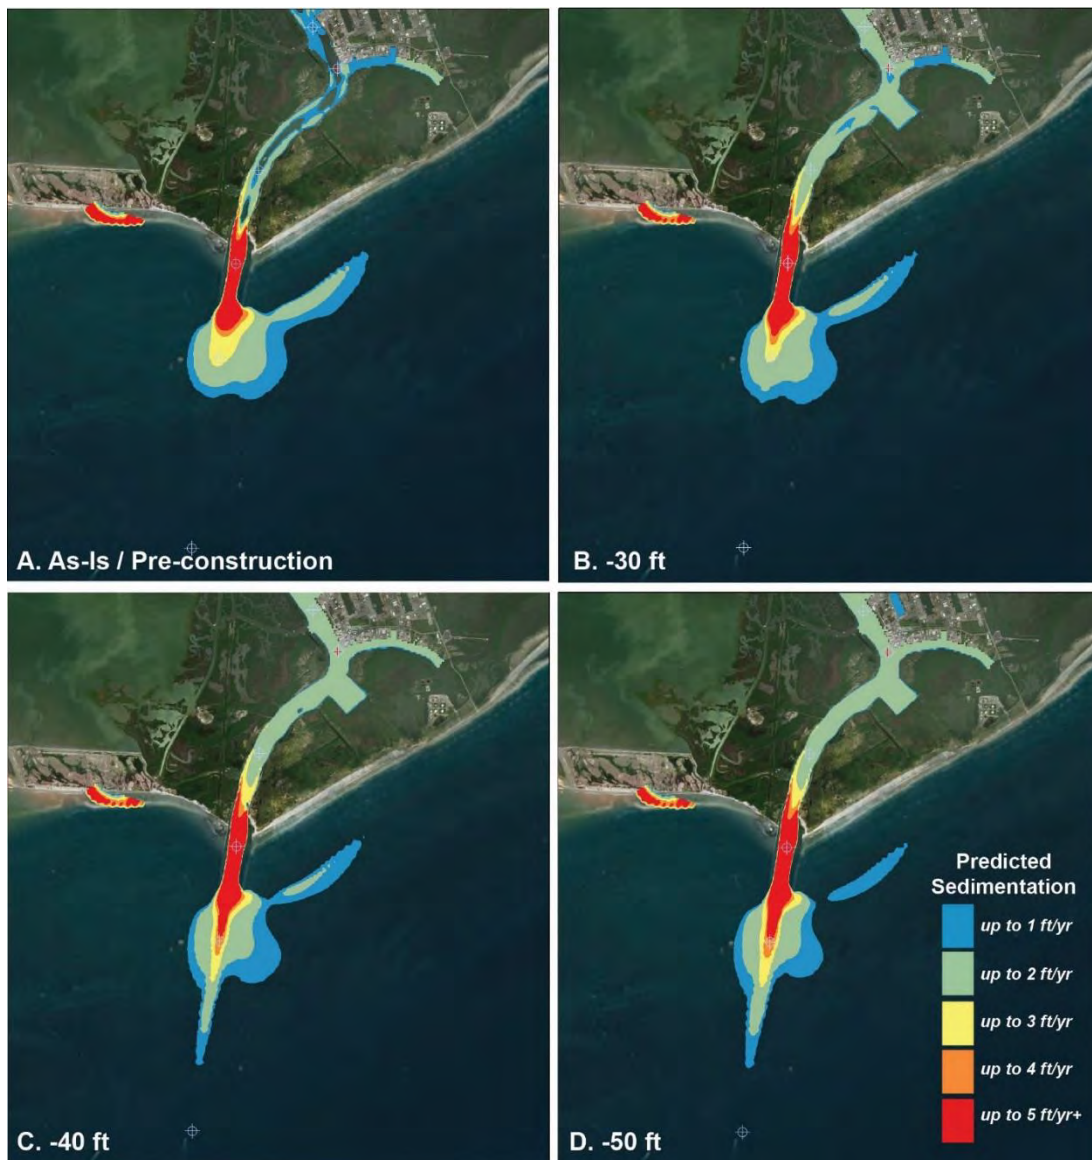 A. As-Is / Pre-construction
B. -30 ft
C. -40 ft
D. -50 ft
Predicted
Sedimentation
up to 1 ft/yr
up to 2 ft/yr
up to 3 ft/yr
up to 4 ft/yr
up to 5 ft/yr+